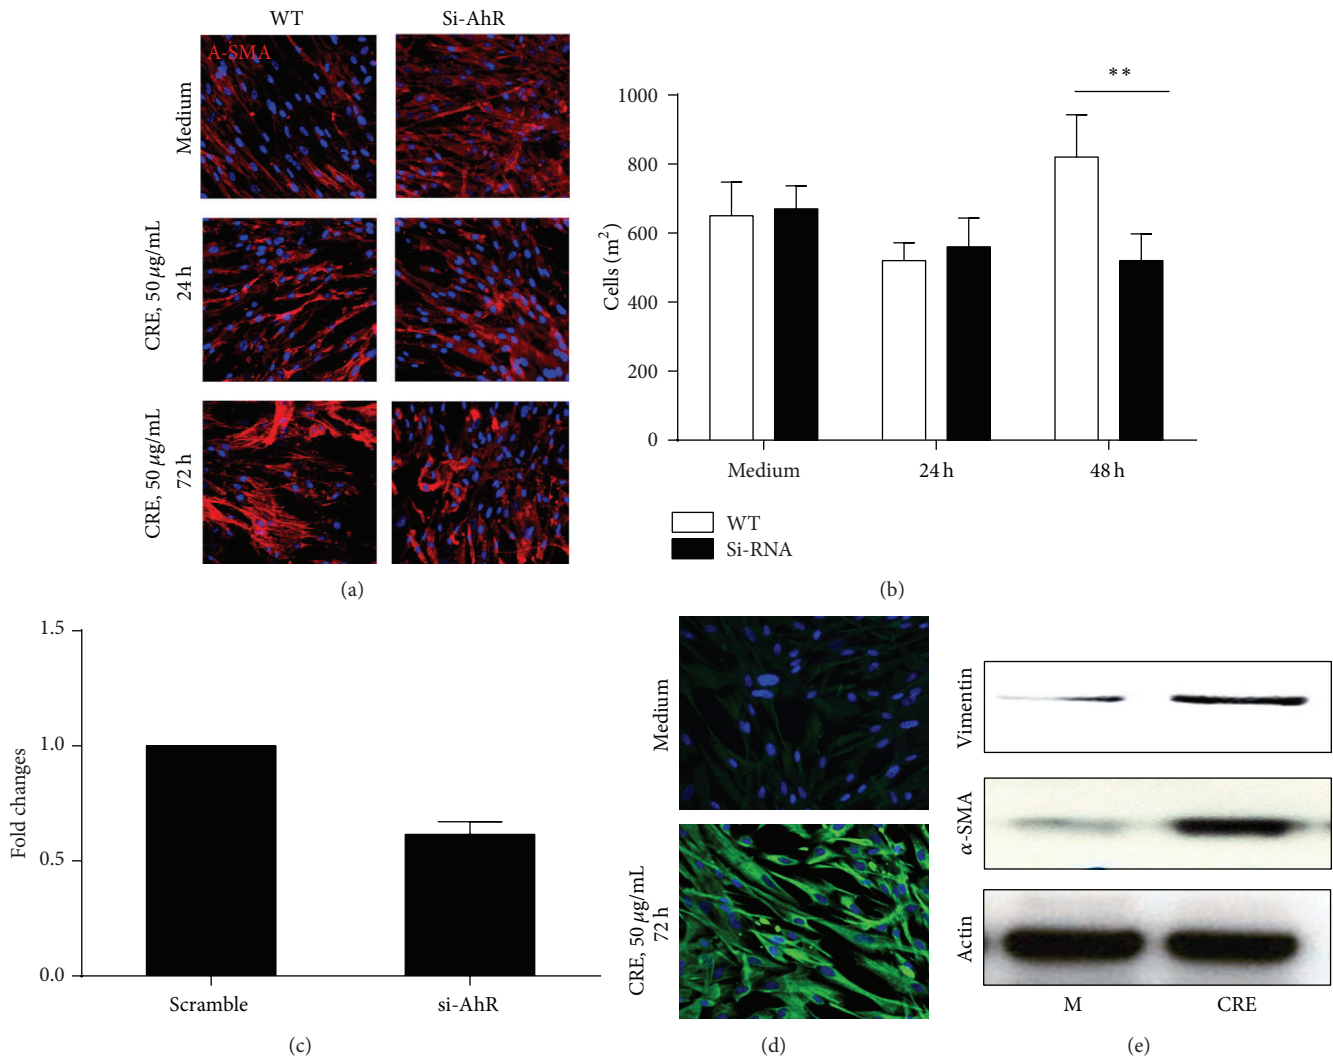 WT
Si-AhR
A-SMA
Medium
CRE, 50 μg/mL
24 h
CRE, 50 μg/mL
72 h
(a)
**
1000
800
600
400
200
0
Cells (m²)
Medium
24 h
48 h
WT
Si-RNA
(b)
1.5
1.0
0.5
0.0
Fold changes
Scramble
si-AhR
(c)
Medium
CRE, 50 μg/mL
72 h
(d)
Vimentin
α-SMA
Actin
M
CRE
(e)